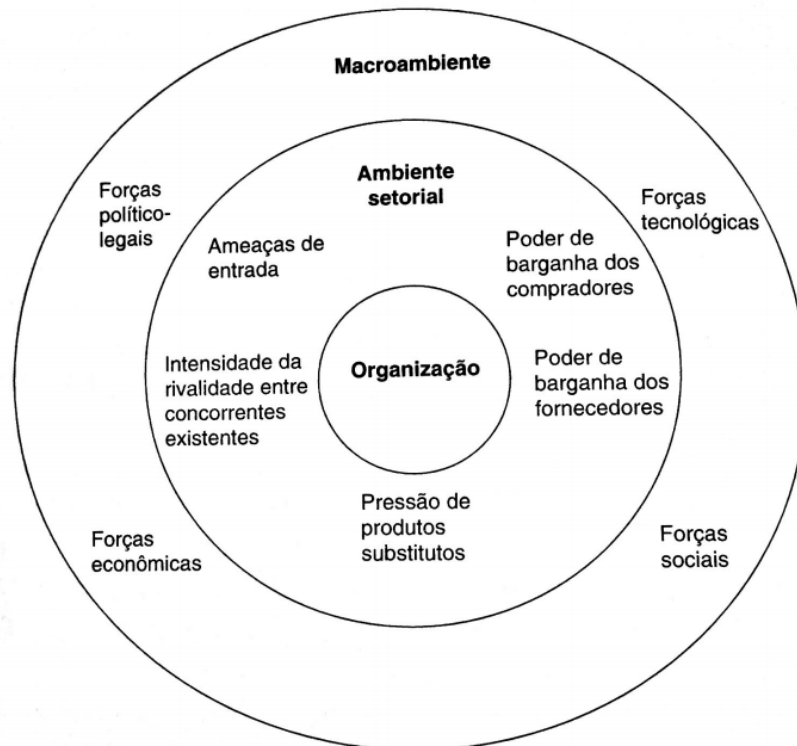 Macroambiente
Ambiente
setorial
Forças
político-
legais
Forças
tecnológicas
Ameaças de
entrada
Poder de
barganha dos
compradores
Intensidade da
rivalidade entre
concorrentes
existentes
Organização
Poder de
barganha dos
fornecedores
Pressão de
produtos
substitutos
Forças
econômicas
Forças
sociais